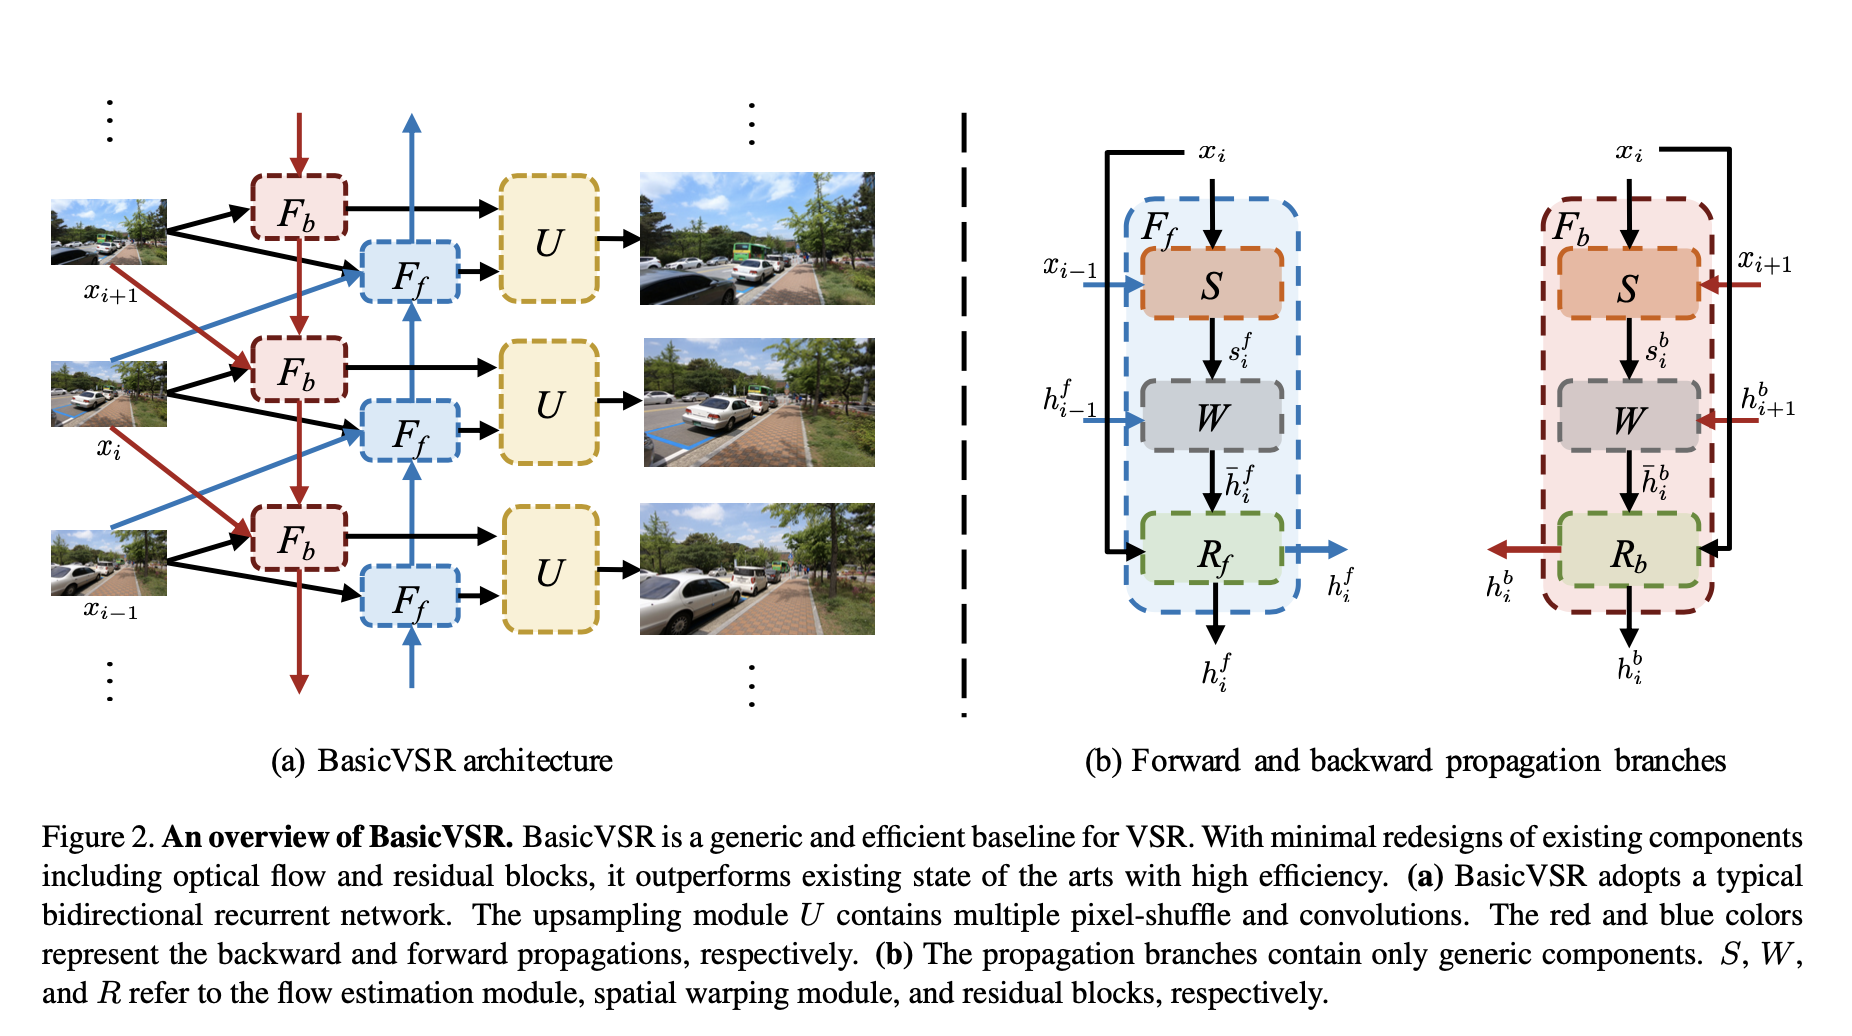 F_b
U
F_f
x_{i+1}
F_b
U
F_f
x_i
F_b
U
F_f
x_{i-1}
(a) BasicVSR architecture
x_i
F_f
x_{i-1}
S
s_i^f
h_{i-1}^f
W
\bar{h}_i^f
R_f
h_i^f
h_i^f
x_i
F_b
x_{i+1}
S
s_i^b
h_{i+1}^b
W
\bar{h}_i^b
R_b
h_i^b
h_i^b
(b) Forward and backward propagation branches
Figure 2. An overview of BasicVSR. BasicVSR is a generic and efficient baseline for VSR. With minimal redesigns of existing components
including optical flow and residual blocks, it outperforms existing state of the arts with high efficiency. (a) BasicVSR adopts a typical
bidirectional recurrent network. The upsampling module U contains multiple pixel-shuffle and convolutions. The red and blue colors
represent the backward and forward propagations, respectively. (b) The propagation branches contain only generic components. S, W,
and R refer to the flow estimation module, spatial warping module, and residual blocks, respectively.